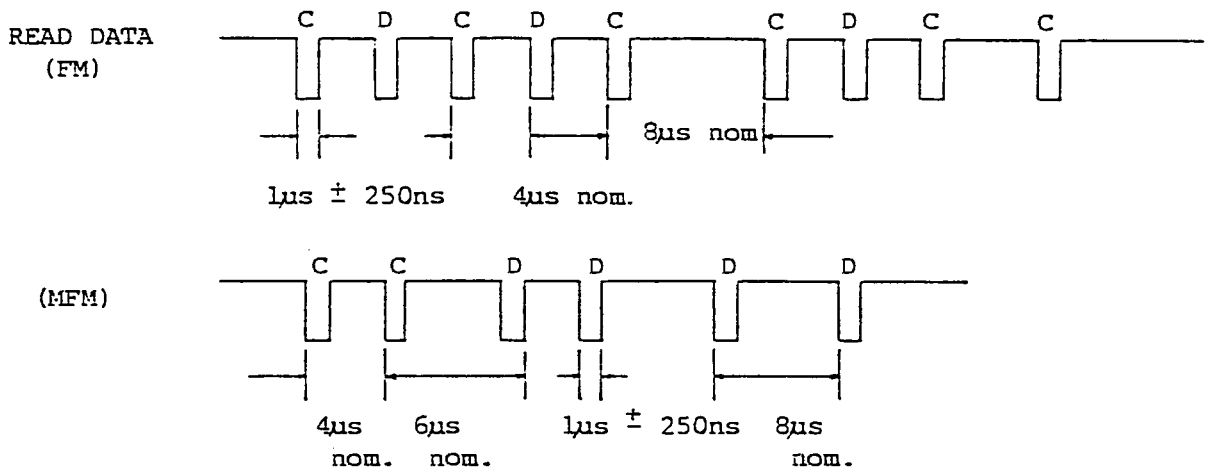 C D C D C C D C C
READ DATA
(FM)
8µs nom
1µs ± 250ns 4µs nom.
C C D D D D
(MFM)
4µs 6µs 1µs ± 250ns 8µs
nom. nom. nom.